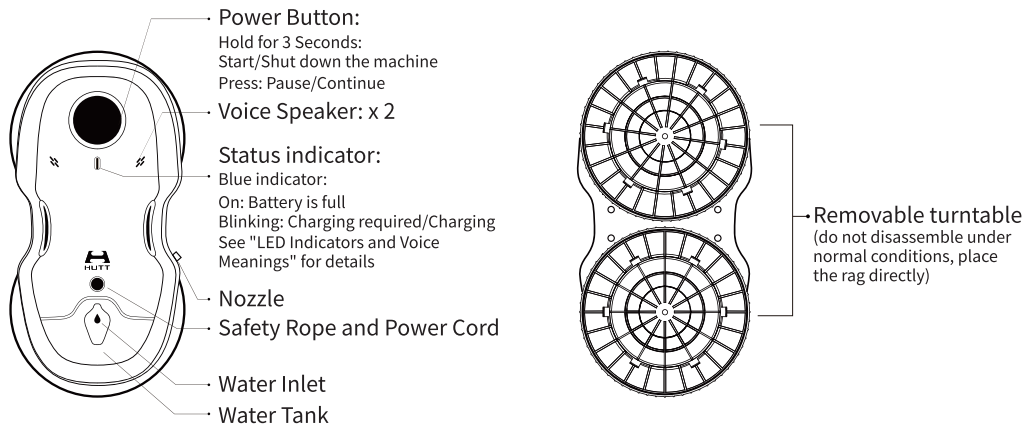 Power Button:
Hold for 3 Seconds:
Start/Shut down the machine
Press: Pause/Continue
Voice Speaker: x 2
Status indicator:
Blue indicator:
On: Battery is full
Blinking: Charging required/Charging
See "LED Indicators and Voice
Meanings" for details
HUTT
Nozzle
Safety Rope and Power Cord
Water Inlet
Water Tank
Removable turntable
(do not disassemble under
normal conditions, place
the rag directly)